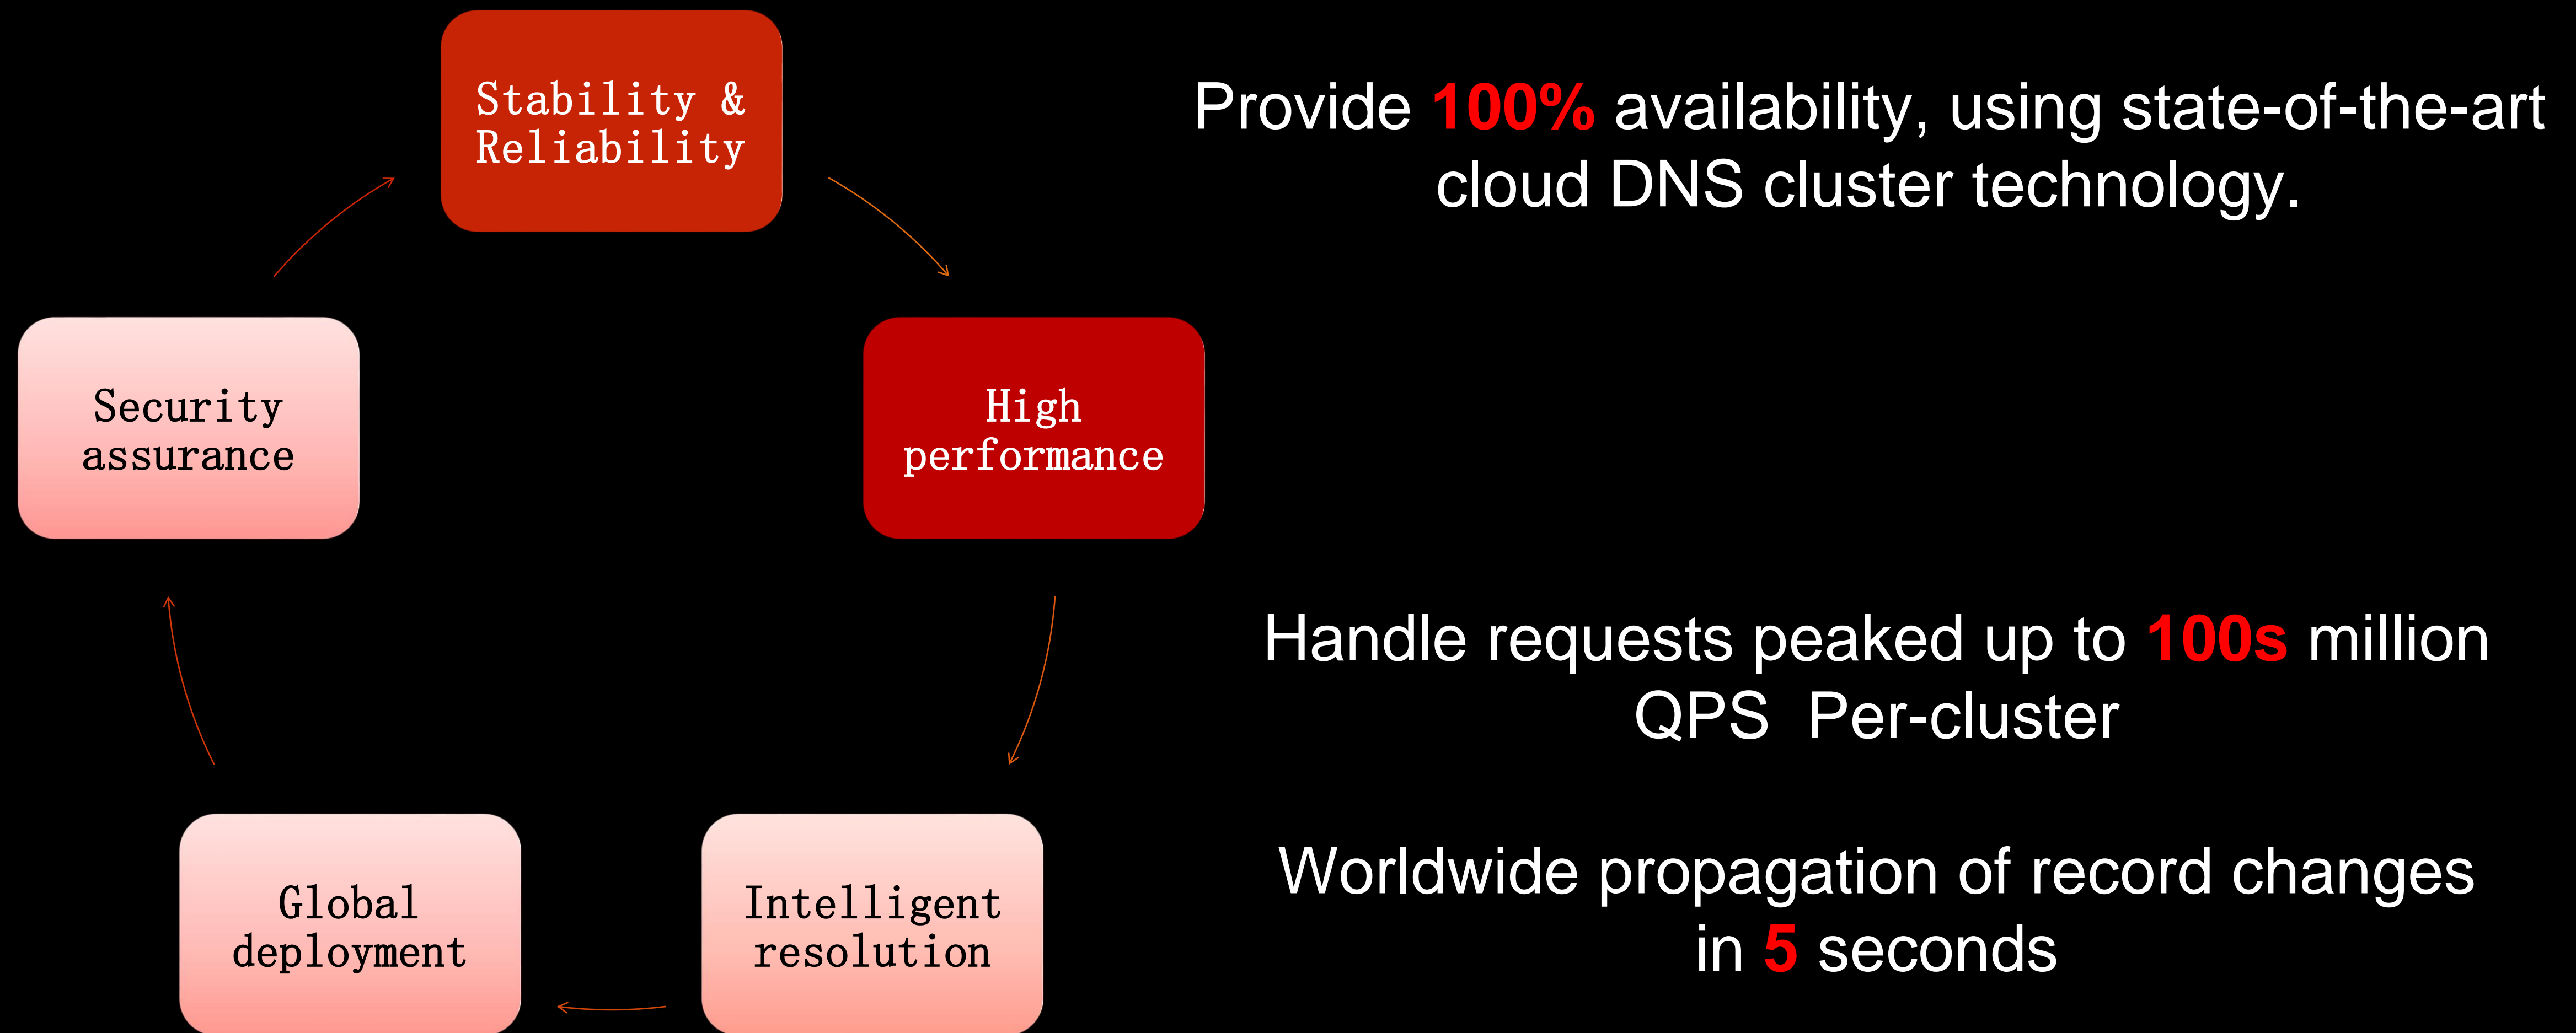 Stability &
Reliability
Provide 100% availability, using state-of-the-art
cloud DNS cluster technology.
Security
assurance
High
performance
Handle requests peaked up to 100s million
QPS  Per-cluster
Global
deployment
Intelligent
resolution
Worldwide propagation of record changes
in 5 seconds